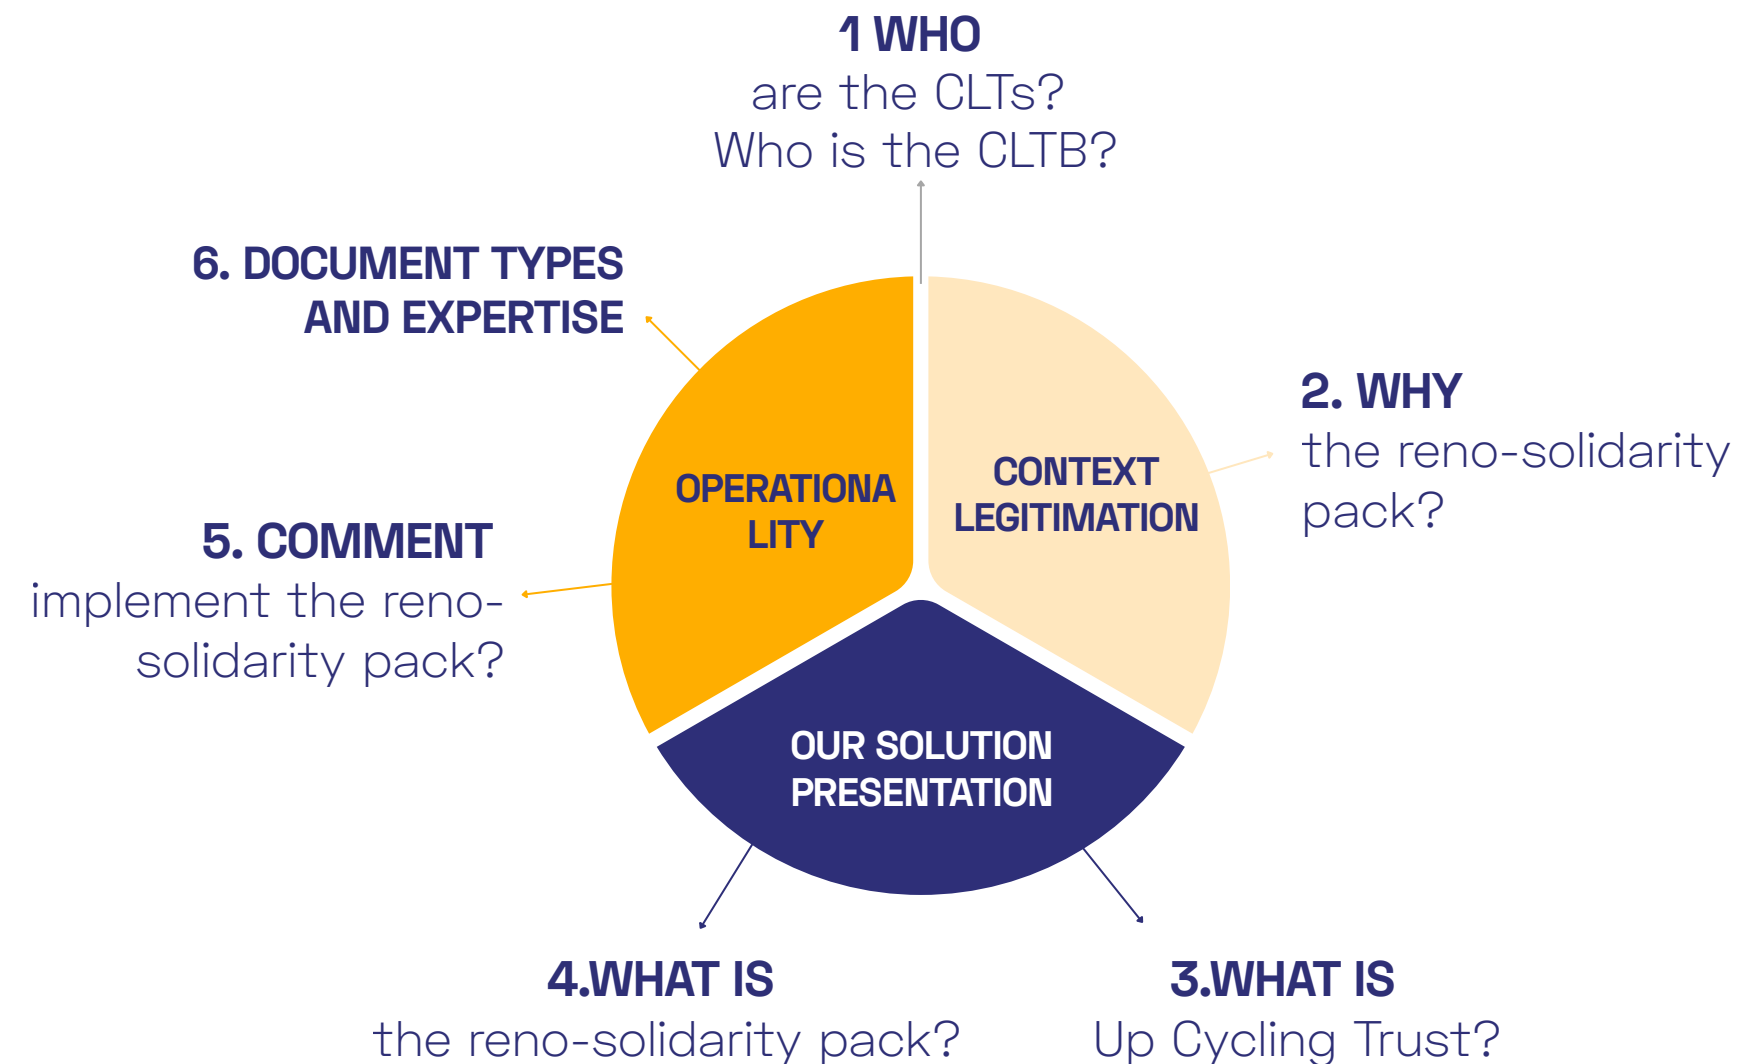 1 WHO
are the CLTs?
Who is the CLTB?
6. DOCUMENT TYPES
AND EXPERTISE
2. WHY
the reno-solidarity
pack?
CONTEXT
LEGITIMATION
OPERATIONA
LITY
5. COMMENT
implement the reno-
solidarity pack?
OUR SOLUTION
PRESENTATION
4.WHAT IS
the reno-solidarity pack?
3.WHAT IS
Up Cycling Trust?